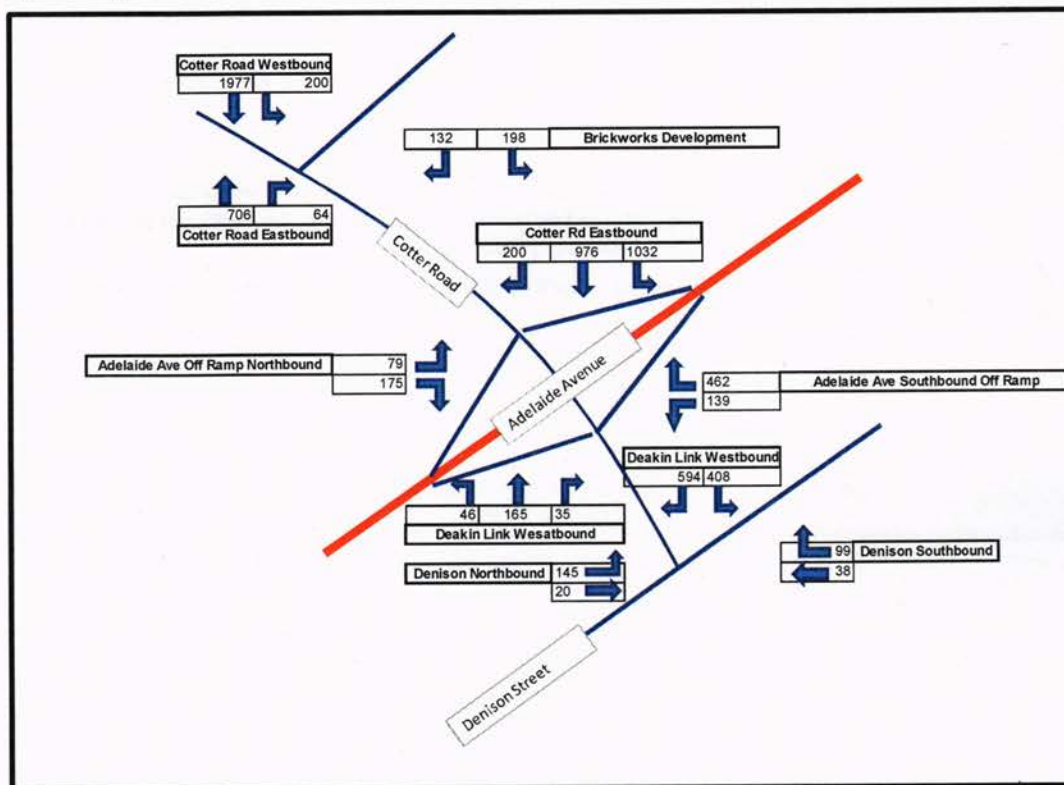 Cotter Road Westbound
1977 200
132 198 Brickworks Development
706 64
Cotter Road Eastbound
Cotter Road
Cotter Rd Eastbound
200 976 1032
Adelaide Ave Off Ramp Northbound 79
175
Adelaide Avenue
462 Adelaide Ave Southbound Off Ramp
139
Deakin Link Westbound
594 408
46 165 35
Deakin Link Wesatbound
Denison Northbound 145
20
99 Denison Southbound
38
Denison Street